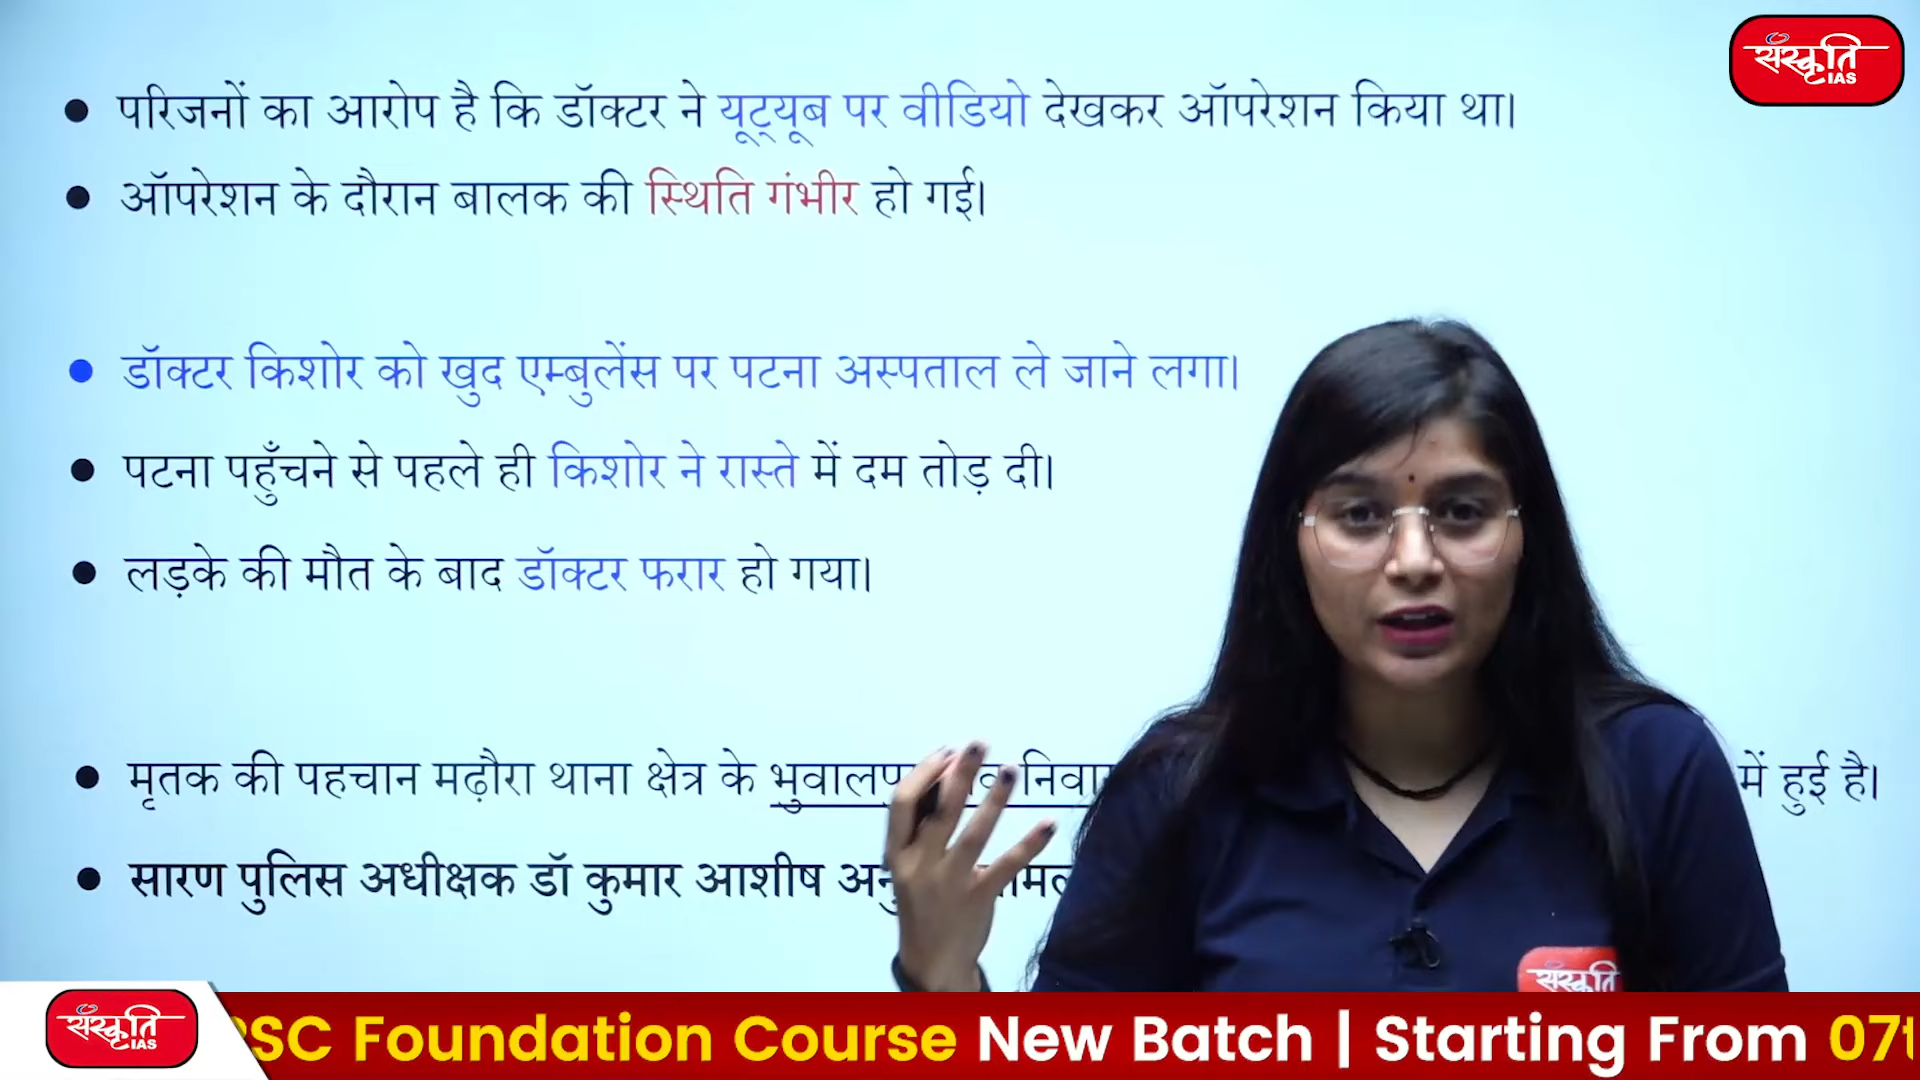 संस्कृति
IAS
परिजनों का आरोप है कि डॉक्टर ने यूट्यूब पर वीडियो देखकर ऑपरेशन किया था।
ऑपरेशन के दौरान बालक की स्थिति गंभीर हो गई।
डॉक्टर किशोर को खुद एम्बुलेंस पर पटना अस्पताल ले जाने लगा।
पटना पहुँचने से पहले ही किशोर ने रास्ते में दम तोड़ दी।
लड़के की मौत के बाद डॉक्टर फरार हो गया।
मृतक की पहचान मढ़ौरा थाना क्षेत्र के में हुई है।
सारण पुलिस अधीक्षक डॉ कुमार आशीष
संस्कृति
संस्कृति
IAS
Foundation Course New Batch | Starting From